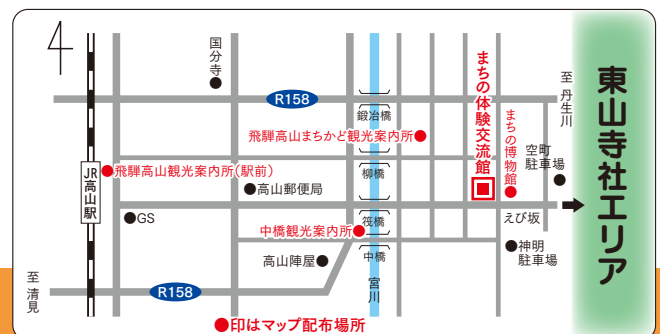 国分寺
R158
鍛冶橋
まちの体験交流館
至 丹生川
東山寺社エリア
飛騨高山まちかど観光案内所
まちの博物館
空町
駐車場
飛騨高山観光案内所(駅前)
JR
高山駅
高山郵便局
柳橋
GS
筏橋
えび坂
中橋観光案内所
高山陣屋
中橋
神明
駐車場
至 清見
R158
宮川
●印はマップ配布場所